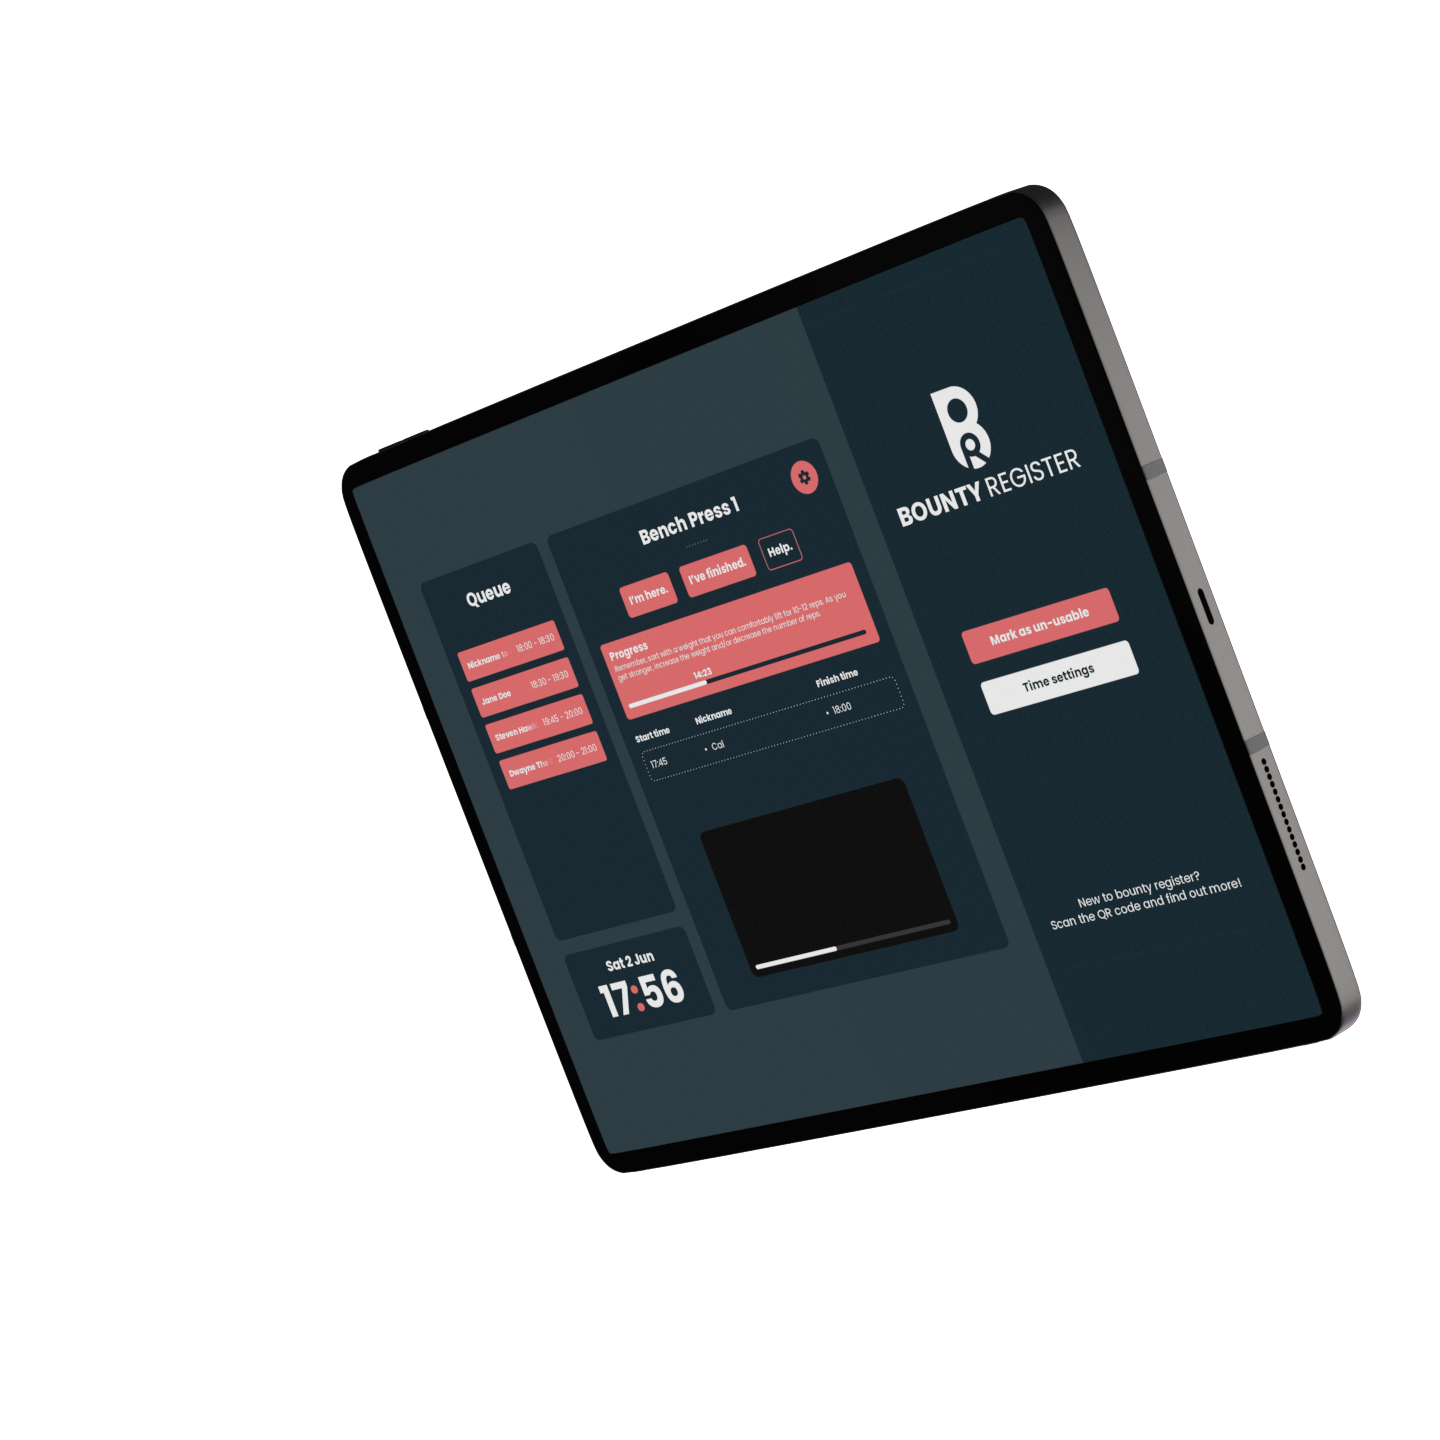 BOUNTY REGISTER
Mark as un-usable
Time settings
New to bounty register?
Scan the QR code and find out more!
Bench Press 1
I'm here.
I've finished.
Help.
Progress
Remember, sart with a weight that you can comfortably lift for 10-12 reps. As you
get stronger, increase the weight and/or decrease the number of reps.
14:23
Start time
Nickname
Finish time
17:45
• Cal
• 18:00
Queue
Nickname 18:00 - 18:30
Jane Doe 18:30 - 19:30
Steven Haw 19:45 - 20:00
Dwayne The 20:00 - 21:00
Sat 2 Jun
17:56